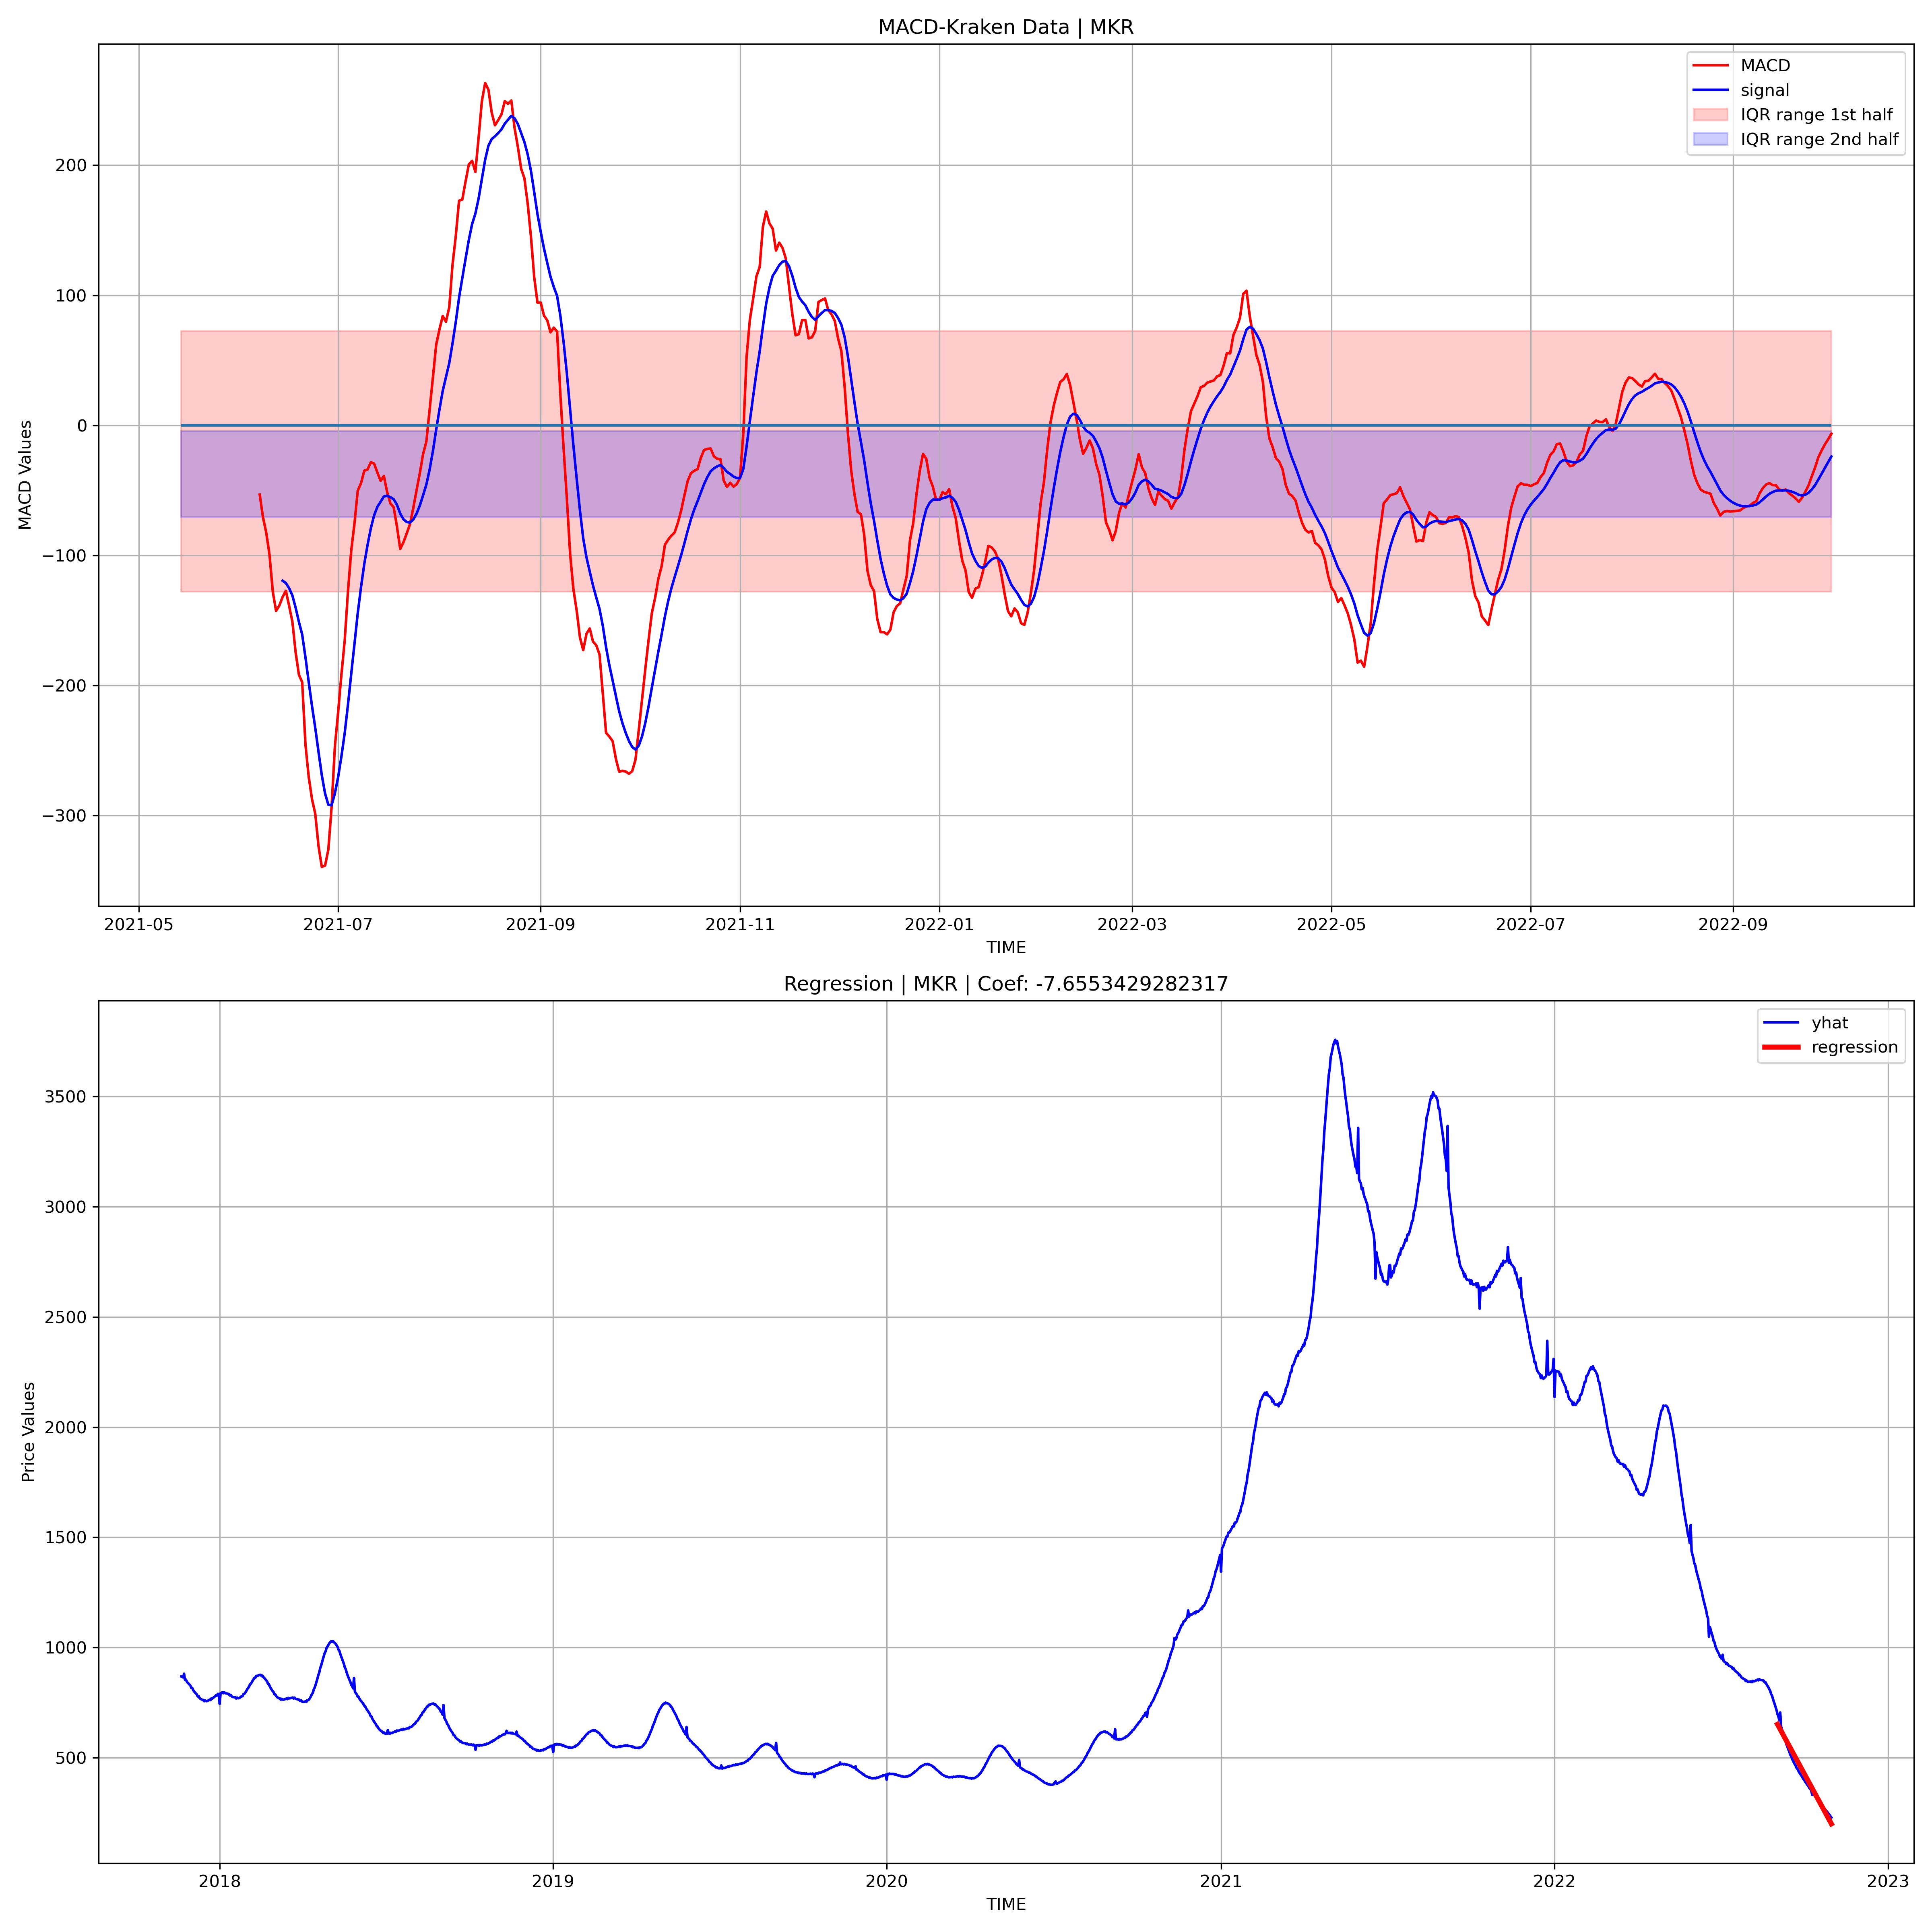 MACD-Kraken Data | MKR
MACD
signal
IQR range 1st half
IQR range 2nd half
MACD Values
200
100
0
−100
−200
−300
2021-05
2021-07
2021-09
2021-11
2022-01
2022-03
2022-05
2022-07
2022-09
TIME
Regression | MKR | Coef: -7.6553429282317
yhat
regression
Price Values
3500
3000
2500
2000
1500
1000
500
2018
2019
2020
2021
2022
2023
TIME